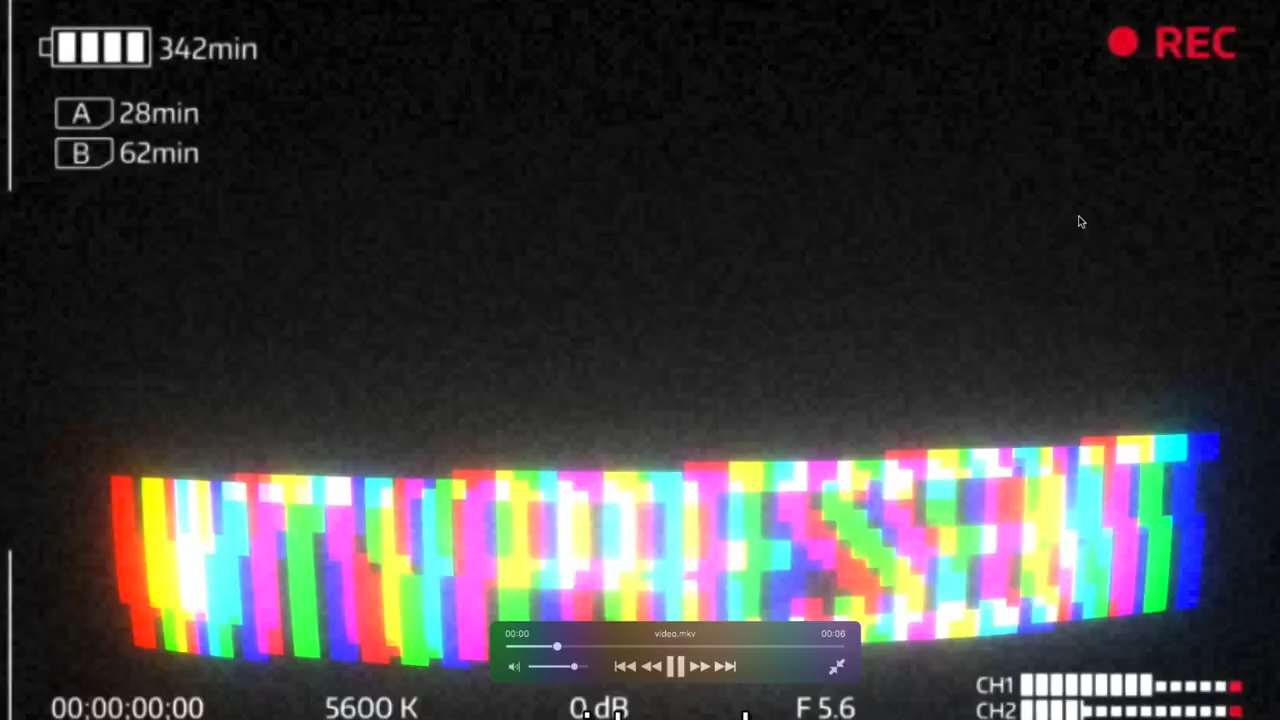 342min
REC
A 28min
B 62min
00:00
video.mkv
00:06
00;00;00;00
5600 K
0 dB
F 5.6
CH1
CH2